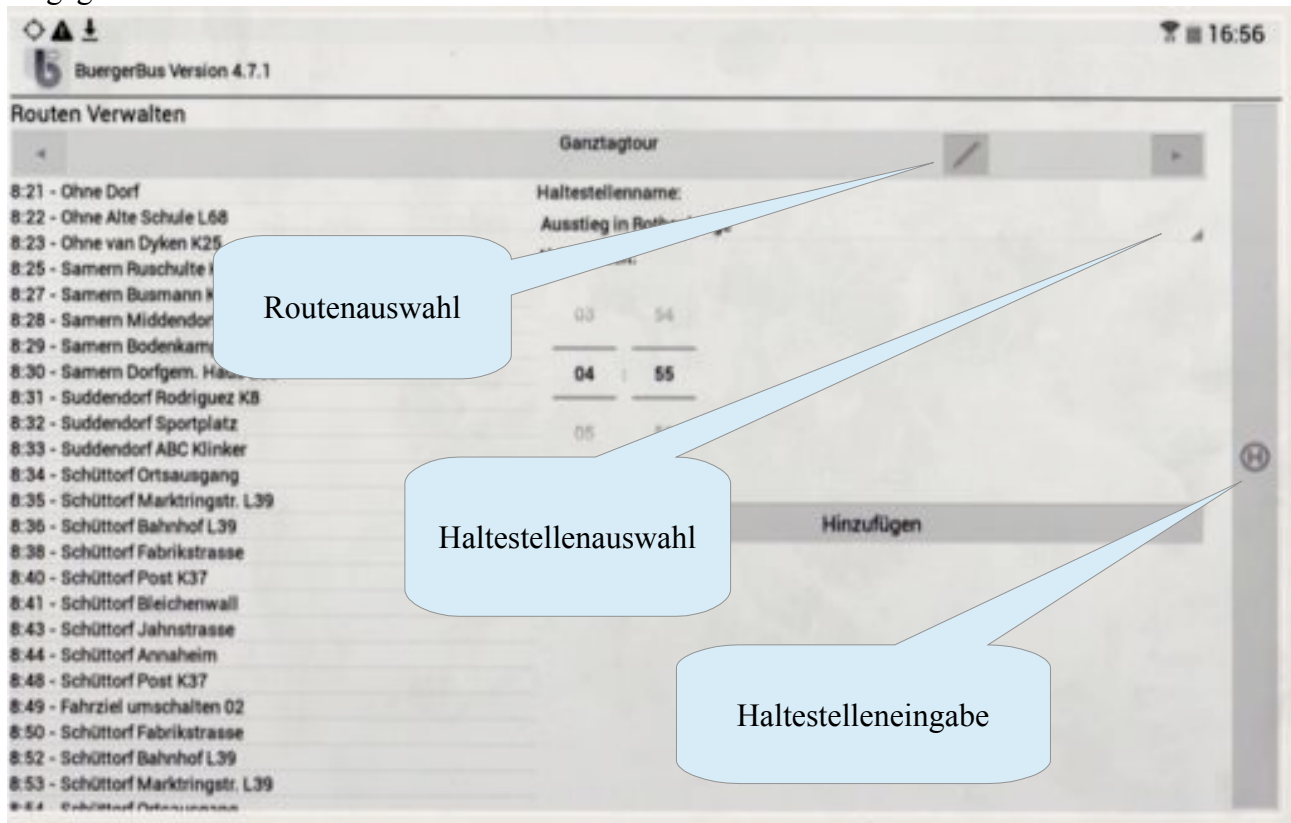 16:56
BuergerBus Version 4.7.1
Routen Verwalten
Ganztagtour
8:21 - Ohne Dorf
8:22 - Ohne Alte Schule L68
8:23 - Ohne van Dyken K25
8:25 - Samern Ruschulte
8:27 - Samern Busmann
8:28 - Samern
8:29 - Samern
8:30 - Samern Dorfgem.
8:31 - Suddendorf Rodriguez K8
8:32 - Suddendorf Sportplatz
8:33 - Suddendorf ABC Klinker
8:34 - Schüttorf Ortsausgang
8:35 - Schüttorf Marktringstr. L39
8:36 - Schüttorf Bahnhof L39
8:38 - Schüttorf Fabrikstrasse
8:40 - Schüttorf Post K37
8:41 - Schüttorf Bleichenwall
8:43 - Schüttorf Jahnstrasse
8:44 - Schüttorf Annaheim
8:48 - Schüttorf Post K37
8:49 - Fahrziel umschalten 02
8:50 - Schüttorf Fabrikstrasse
8:52 - Schüttorf Bahnhof L39
8:53 - Schüttorf Marktringstr. L39
Haltestellenname:
Ausstieg in
03 54
04 : 55
05
Hinzufügen
H
Routenauswahl
Haltestellenauswahl
Haltestelleneingabe